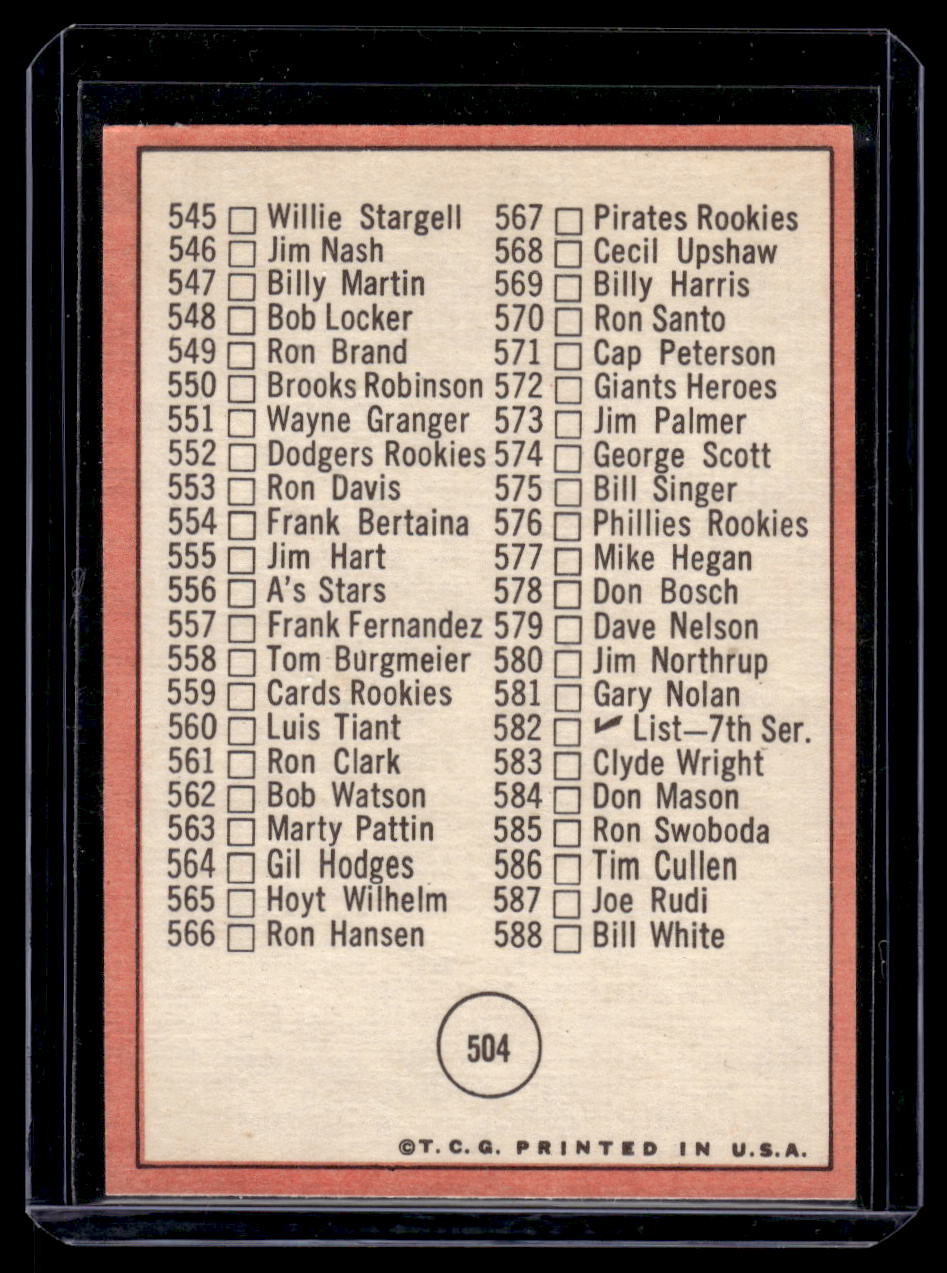 545 □ Willie Stargell
546 □ Jim Nash
547 □ Billy Martin
548 □ Bob Locker
549 □ Ron Brand
550 □ Brooks Robinson
551 □ Wayne Granger
552 □ Dodgers Rookies
553 □ Ron Davis
554 □ Frank Bertaina
555 □ Jim Hart
556 □ A's Stars
557 □ Frank Fernandez
558 □ Tom Burgmeier
559 □ Cards Rookies
560 □ Luis Tiant
561 □ Ron Clark
562 □ Bob Watson
563 □ Marty Pattin
564 □ Gil Hodges
565 □ Hoyt Wilhelm
566 □ Ron Hansen
567 □ Pirates Rookies
568 □ Cecil Upshaw
569 □ Billy Harris
570 □ Ron Santo
571 □ Cap Peterson
572 □ Giants Heroes
573 □ Jim Palmer
574 □ George Scott
575 □ Bill Singer
576 □ Phillies Rookies
577 □ Mike Hegan
578 □ Don Bosch
579 □ Dave Nelson
580 □ Jim Northrup
581 □ Gary Nolan
582 □ ✓ List—7th Ser.
583 □ Clyde Wright
584 □ Don Mason
585 □ Ron Swoboda
586 □ Tim Cullen
587 □ Joe Rudi
588 □ Bill White
504
©T.C.G. PRINTED IN U.S.A.